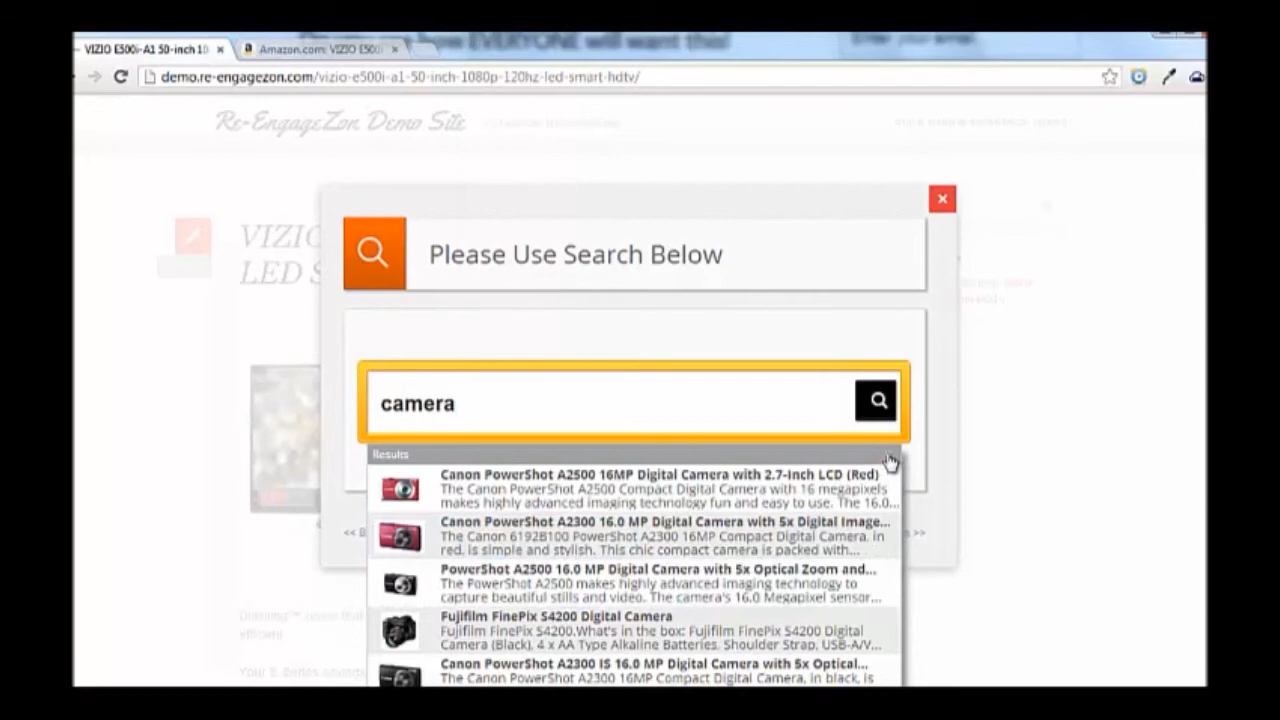 how EVERYONE will want this!
VIZIO E500i-A1 50-inch 10
Amazon.com: VIZIO E500i
demo.re-engagezon.com/vizio-e500i-a1-50-inch-1080p-120hz-led-smart-hdtv/
Re-EngageZon Demo Site
VIZIO
LED S
Please Use Search Below
camera
Results
Canon PowerShot A2500 16MP Digital Camera with 2.7-Inch LCD (Red)
The Canon PowerShot A2500 Compact Digital Camera with 16 megapixels
makes highly advanced imaging technology fun and easy to use. The 16.0...
Canon PowerShot A2300 16.0 MP Digital Camera with 5x Digital Image...
The Canon 6192B100 PowerShot A2300 16MP Compact Digital Camera, in
red, is simple and stylish. This chic compact camera is packed with...
PowerShot A2500 16.0 MP Digital Camera with 5x Optical Zoom and...
The PowerShot A2500 makes highly advanced imaging technology to
capture beautiful stills and video. The camera's 16.0 Megapixel sensor...
Fujifilm FinePix S4200 Digital Camera
Fujifilm FinePix S4200,What's in the box: Fujifilm FinePix S4200 Digital
Camera (Black), 4 x AA Type Alkaline Batteries, Shoulder Strap, USB-A/V...
Canon PowerShot A2300 IS 16.0 MP Digital Camera with 5x Optical...
The Canon PowerShot A2300 16MP Compact Digital Camera, in black, is